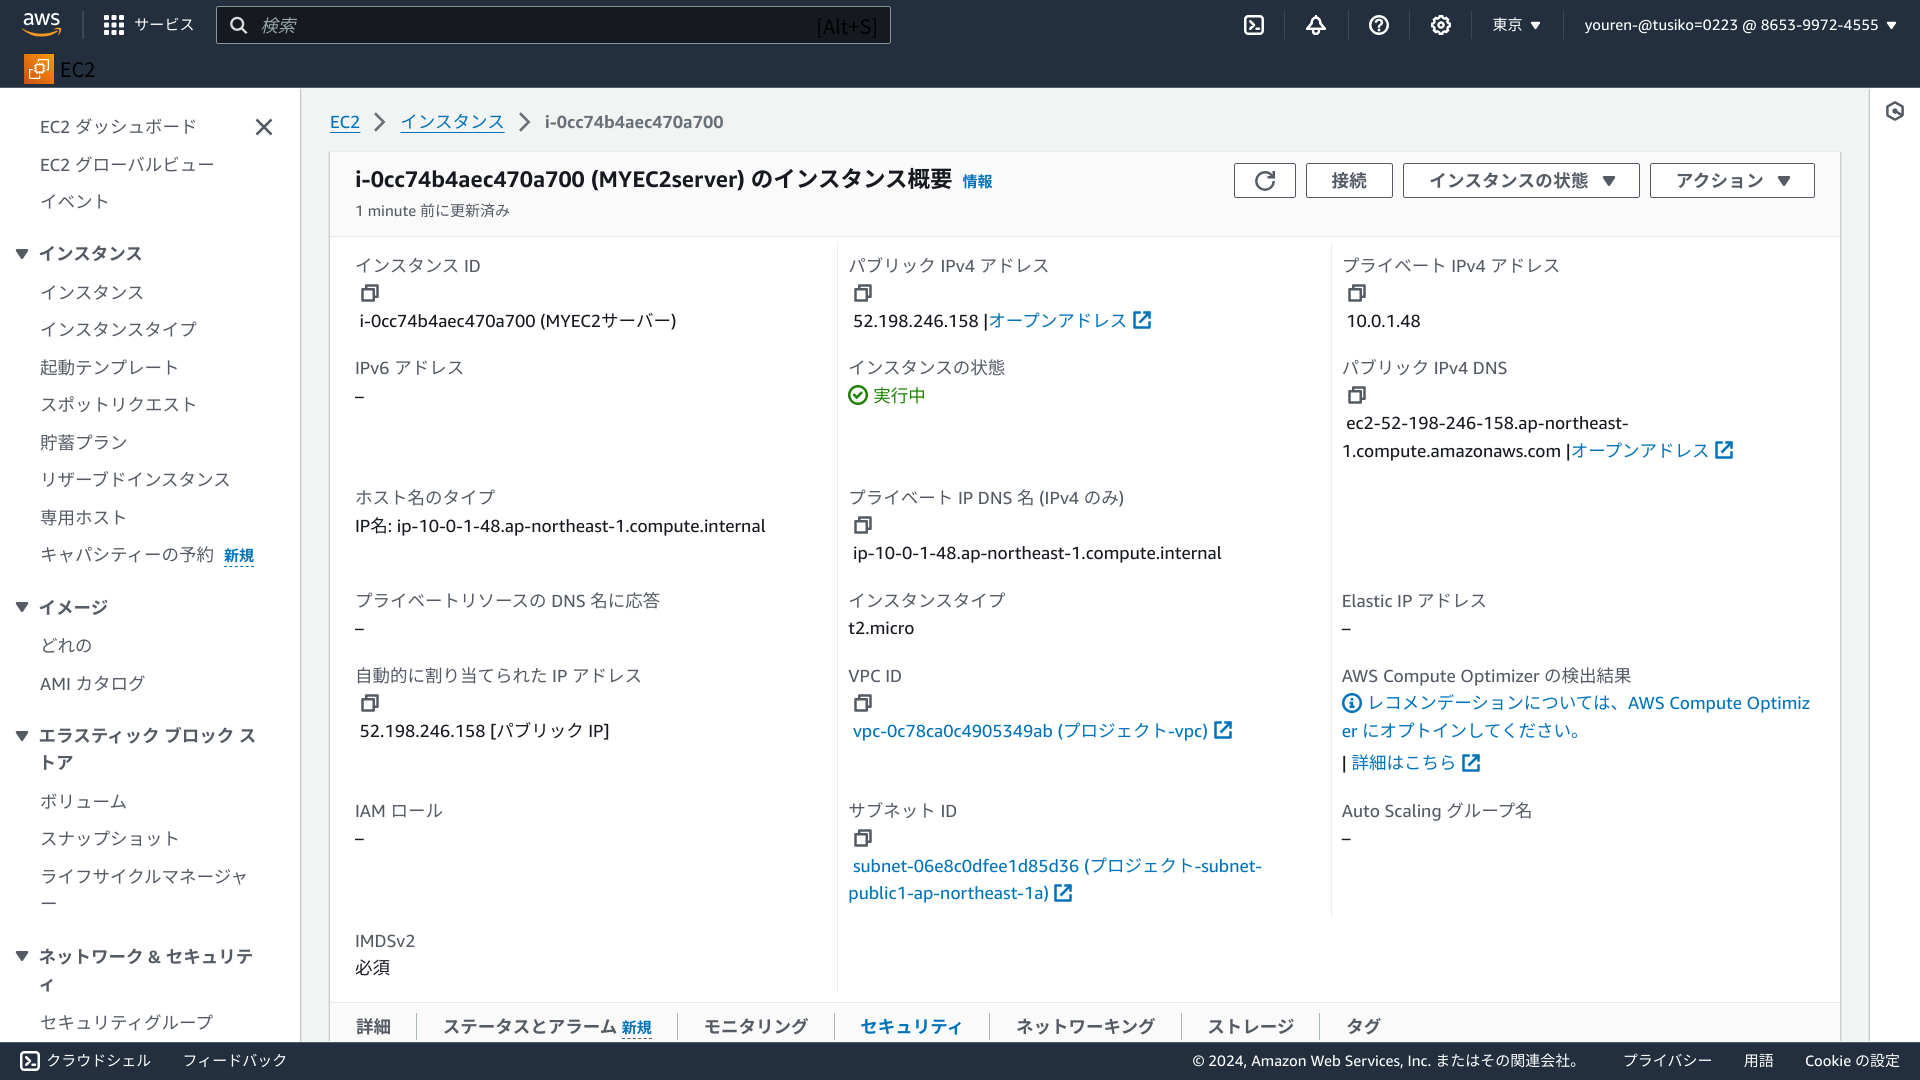 aws
サービス
検索
[Alt+S]
東京
youren-@tusiko=0223 @ 8653-9972-4555
EC2
EC2 ダッシュボード
EC2 グローバルビュー
イベント
インスタンス
インスタンス
インスタンスタイプ
起動テンプレート
スポットリクエスト
貯蓄プラン
リザーブドインスタンス
専用ホスト
キャパシティーの予約 新規
イメージ
どれの
AMI カタログ
エラスティック ブロック ス
トア
ボリューム
スナップショット
ライフサイクルマネージャ
ー
ネットワーク & セキュリテ
ィ
セキュリティグループ
EC2
インスタンス
i-0cc74b4aec470a700
i-0cc74b4aec470a700 (MYEC2server) のインスタンス概要 情報
1 minute 前に更新済み
接続
インスタンスの状態
アクション
インスタンス ID
i-0cc74b4aec470a700 (MYEC2サーバー)
パブリック IPv4 アドレス
52.198.246.158 |オープンアドレス
プライベート IPv4 アドレス
10.0.1.48
IPv6 アドレス
–
インスタンスの状態
実行中
パブリック IPv4 DNS
ec2-52-198-246-158.ap-northeast-
1.compute.amazonaws.com |オープンアドレス
ホスト名のタイプ
IP名: ip-10-0-1-48.ap-northeast-1.compute.internal
プライベート IP DNS 名 (IPv4 のみ)
ip-10-0-1-48.ap-northeast-1.compute.internal
プライベートリソースの DNS 名に応答
–
インスタンスタイプ
t2.micro
Elastic IP アドレス
–
自動的に割り当てられた IP アドレス
52.198.246.158 [パブリック IP]
VPC ID
vpc-0c78ca0c4905349ab (プロジェクト-vpc)
AWS Compute Optimizer の検出結果
レコメンデーションについては、AWS Compute Optimiz
er にオプトインしてください。
| 詳細はこちら
IAM ロール
–
サブネット ID
subnet-06e8c0dfee1d85d36 (プロジェクト-subnet-
public1-ap-northeast-1a)
Auto Scaling グループ名
–
IMDSv2
必須
詳細
ステータスとアラーム 新規
モニタリング
セキュリティ
ネットワーキング
ストレージ
タグ
クラウドシェル
フィードバック
© 2024, Amazon Web Services, Inc. またはその関連会社。
プライバシー
用語
Cookie の設定